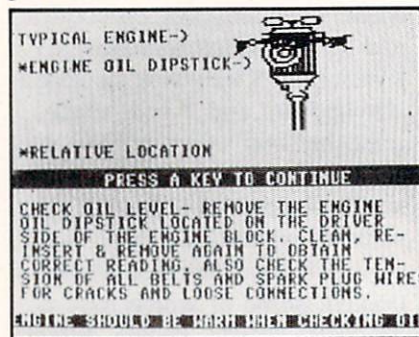 TYPICAL ENGINE->
*ENGINE OIL DIPSTICK->
*RELATIVE LOCATION
PRESS A KEY TO CONTINUE
CHECK OIL LEVEL- REMOVE THE ENGINE
OIL DIPSTICK LOCATED ON THE DRIVER
SIDE OF THE ENGINE BLOCK. CLEAN, RE-
INSERT & REMOVE AGAIN TO OBTAIN
CORRECT READING. ALSO CHECK THE TEN-
SION OF ALL BELTS AND SPARK PLUG WIRE
FOR CRACKS AND LOOSE CONNECTIONS.
ENGINE SHOULD BE WARM WHEN CHECKING OI